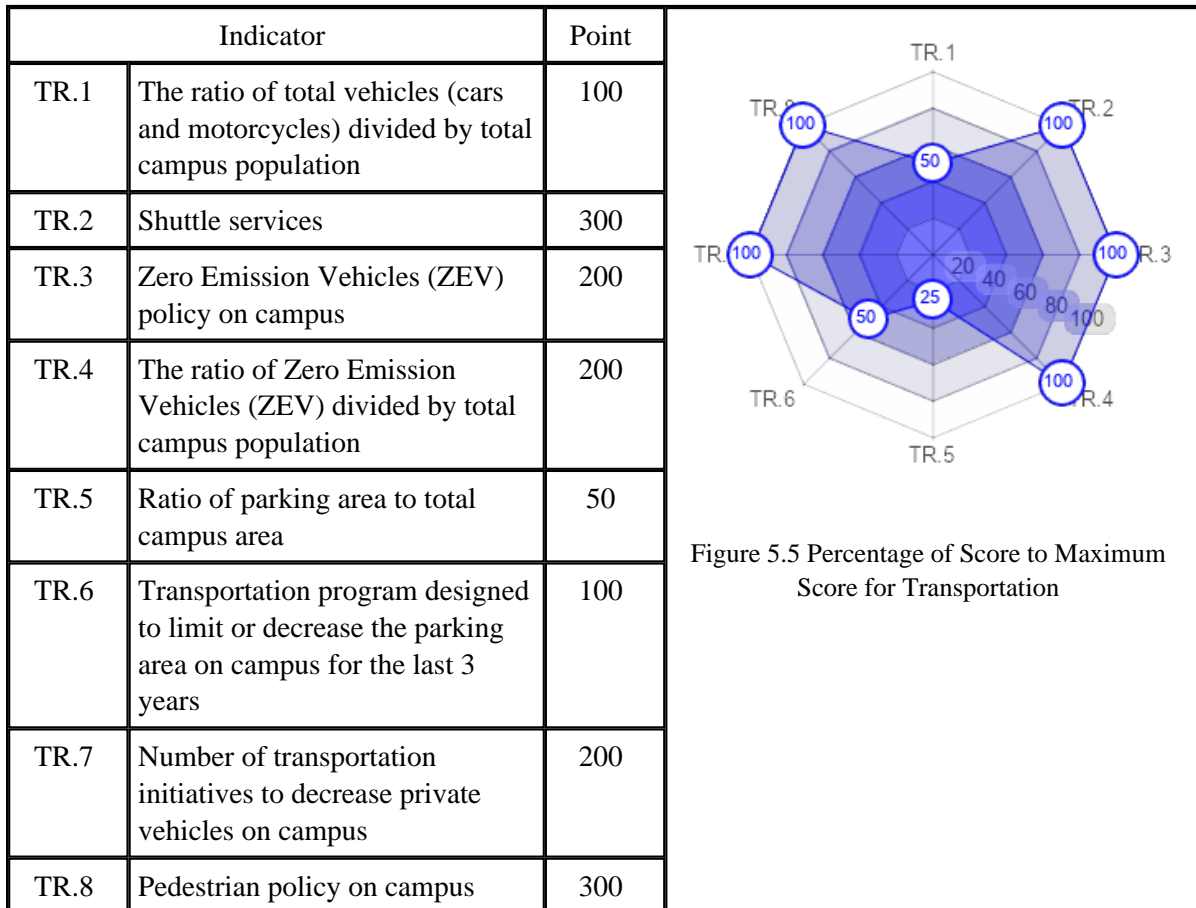 Indicator Point
TR.1 The ratio of total vehicles (cars 100
and motorcycles) divided by total
campus population
TR.2 Shuttle services 300
TR.3 Zero Emission Vehicles (ZEV) 200
policy on campus
TR.4 The ratio of Zero Emission 200
Vehicles (ZEV) divided by total
campus population
TR.5 Ratio of parking area to total 50
campus area
TR.6 Transportation program designed 100
to limit or decrease the parking
area on campus for the last 3
years
TR.7 Number of transportation 200
initiatives to decrease private
vehicles on campus
TR.8 Pedestrian policy on campus 300
TR.1
TR. 100 100 TR.2
50
TR. 100 100 R.3
20 40 60 80 100
25
50
100 R.4
TR.6
TR.5
Figure 5.5 Percentage of Score to Maximum
Score for Transportation